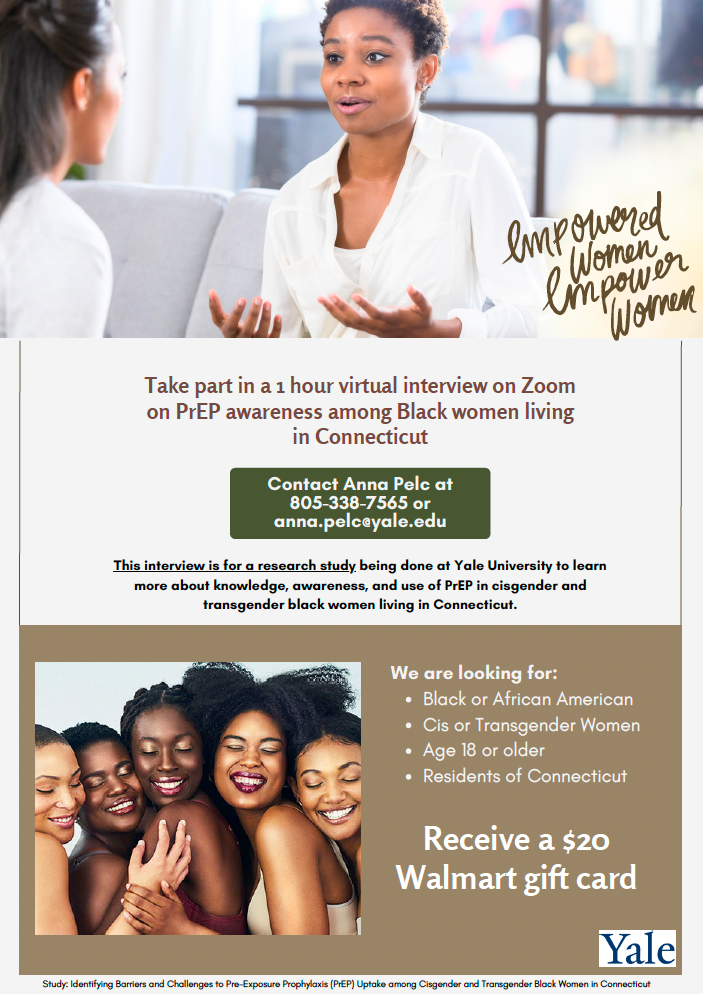 Empowered
Women
Empower
Women
Take part in a 1 hour virtual interview on Zoom
on PrEP awareness among Black women living
in Connecticut
Contact Anna Pelc at
805-338-7565 or
anna.pelc@yale.edu
This interview is for a research study being done at Yale University to learn
more about knowledge, awareness, and use of PrEP in cisgender and
transgender black women living in Connecticut.
We are looking for:
• Black or African American
• Cis or Transgender Women
• Age 18 or older
• Residents of Connecticut
Receive a $20
Walmart gift card
Yale
Study: Identifying Barriers and Challenges to Pre-Exposure Prophylaxis (PrEP) Uptake among Cisgender and Transgender Black Women in Connecticut